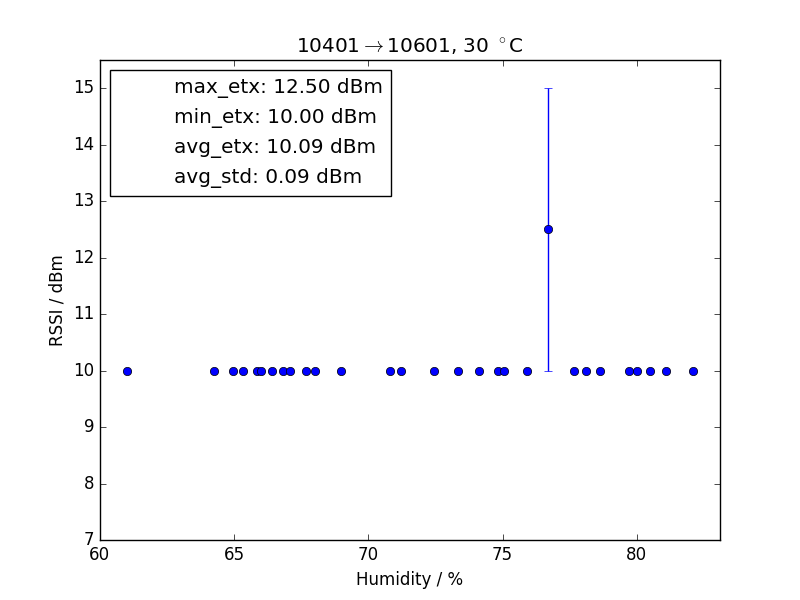 10401→10601, 30 °C
max_etx: 12.50 dBm
min_etx: 10.00 dBm
avg_etx: 10.09 dBm
avg_std: 0.09 dBm
15
14
13
12
11
10
9
8
7
RSSI / dBm
60 65 70 75 80
Humidity / %